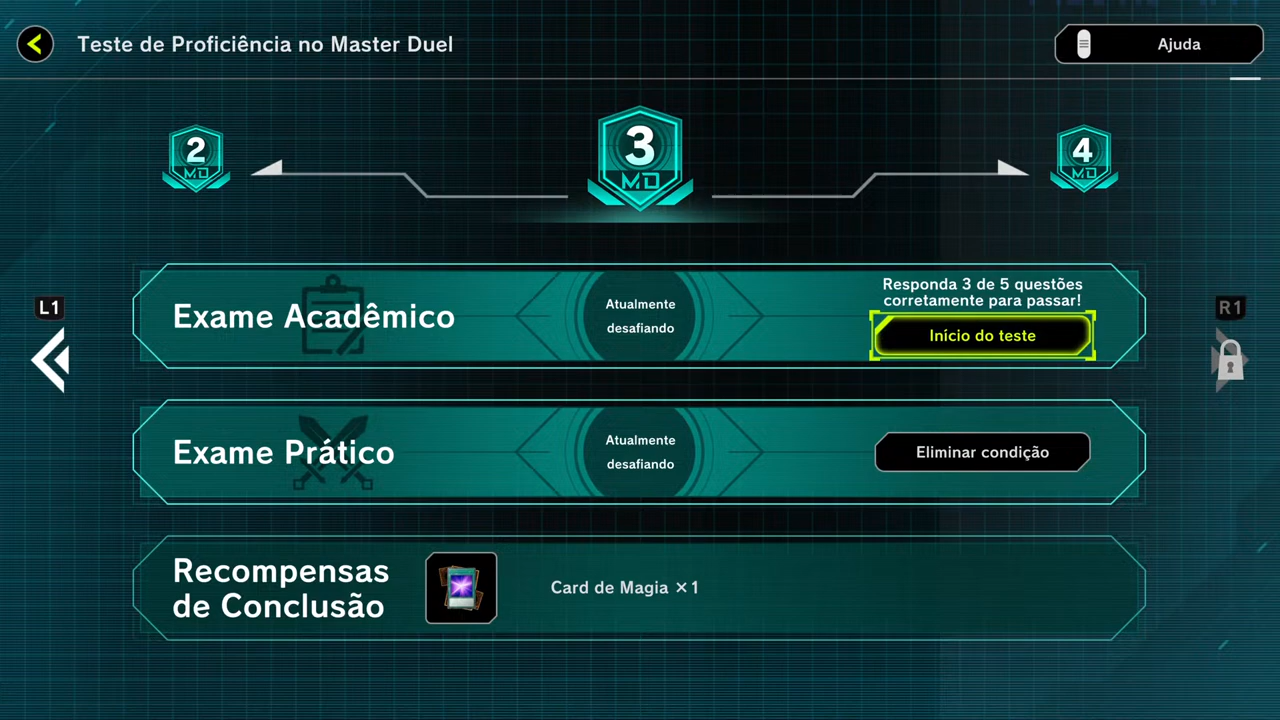 Teste de Proficiência no Master Duel
Ajuda
2
MD
3
MD
4
MD
L1
R1
Exame Acadêmico
Atualmente
desafiando
Responda 3 de 5 questões
corretamente para passar!
Início do teste
Exame Prático
Atualmente
desafiando
Eliminar condição
Recompensas
de Conclusão
Card de Magia ×1